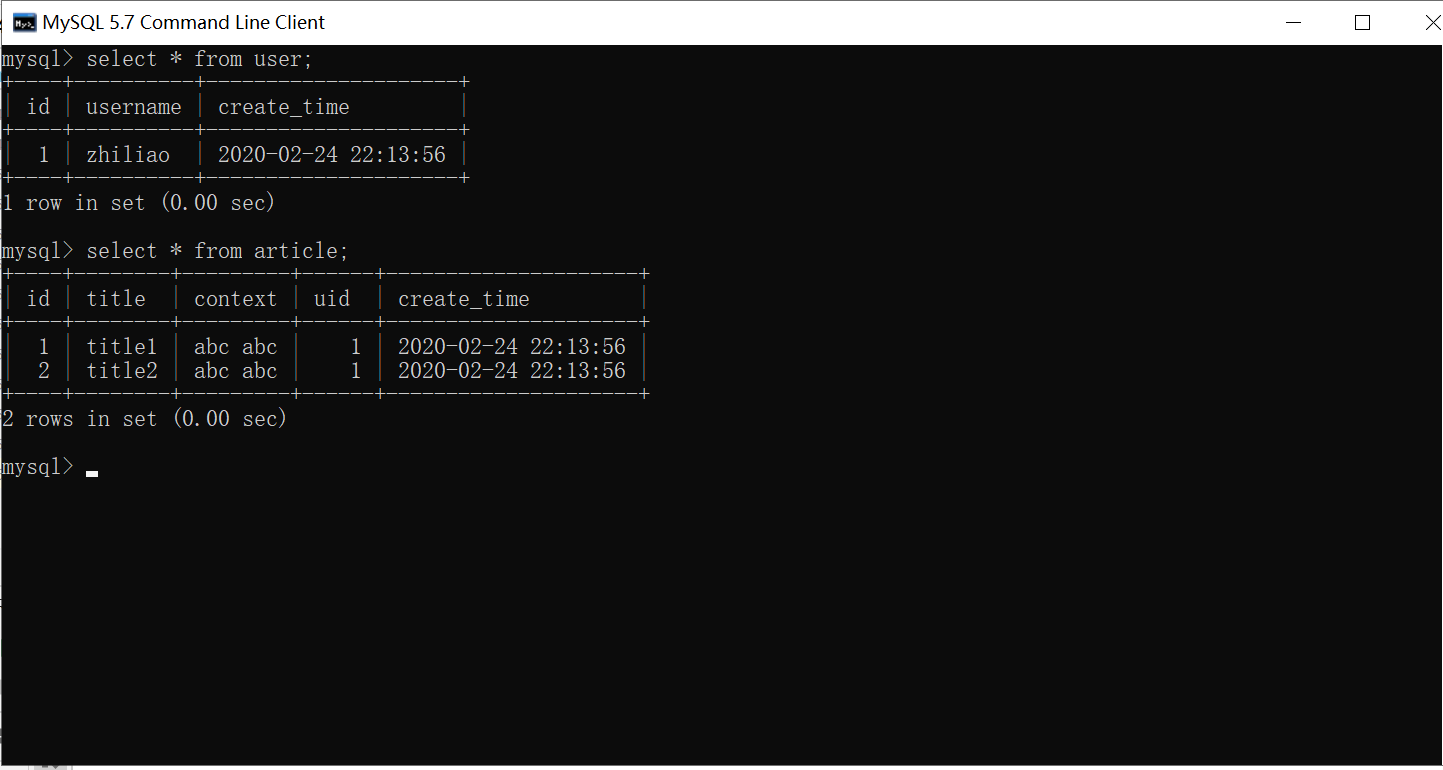 MySQL 5.7 Command Line Client
mysql> select * from user;
+----+----------+---------------------+
| id | username | create_time         |
+----+----------+---------------------+
|  1 | zhiliao  | 2020-02-24 22:13:56 |
+----+----------+---------------------+
1 row in set (0.00 sec)
mysql> select * from article;
+----+--------+---------+------+---------------------+
| id | title  | context | uid  | create_time         |
+----+--------+---------+------+---------------------+
|  1 | title1 | abc abc |    1 | 2020-02-24 22:13:56 |
|  2 | title2 | abc abc |    1 | 2020-02-24 22:13:56 |
+----+--------+---------+------+---------------------+
2 rows in set (0.00 sec)
mysql>